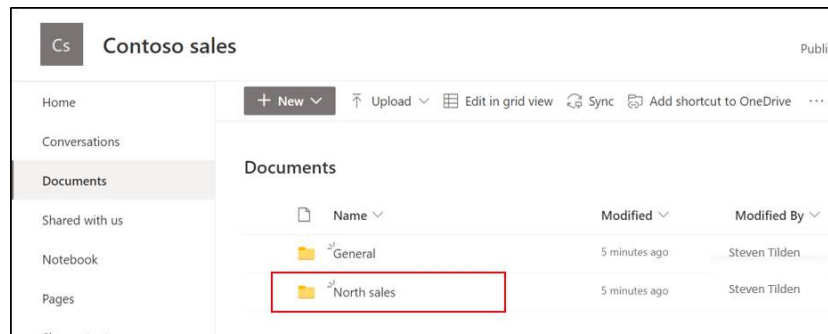 Cs Contoso sales
Publi
Home
+ New Upload Edit in grid view Sync Add shortcut to OneDrive ...
Conversations
Documents
Documents
Name Modified Modified By
Shared with us
General 5 minutes ago Steven Tilden
Notebook
North sales 5 minutes ago Steven Tilden
Pages